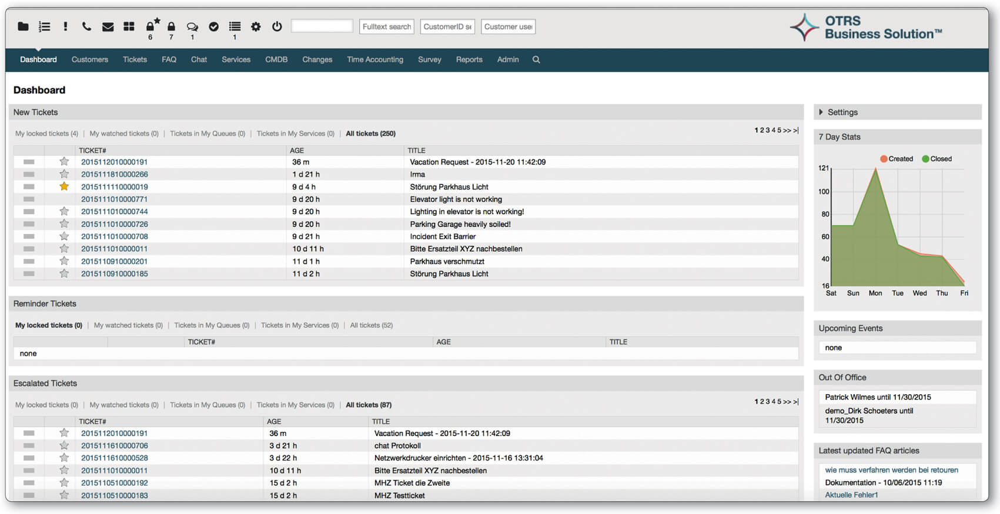 6 7 1 1
Fulltext search CustomerID se Customer user
OTRS
Business Solution™
Dashboard Customers Tickets FAQ Chat Services CMDB Changes Time Accounting Survey Reports Admin
Dashboard
New Tickets
My locked tickets (4) | My watched tickets (0) | Tickets in My Queues (0) | Tickets in My Services (0) | All tickets (250)
1 2 3 4 5 >> >|
TICKET# AGE TITLE
2015112010000191 36 m Vacation Request - 2015-11-20 11:42:09
2015111810000266 1 d 21 h Irma
2015111110000019 9 d 4 h Störung Parkhaus Licht
2015111010000771 9 d 20 h Elevator light is not working
2015111010000744 9 d 20 h Lighting in elevator is not working!
2015111010000726 9 d 20 h Parking Garage heavily soiled!
2015111010000708 9 d 21 h Incident Exit Barrier
2015111010000011 10 d 11 h Bitte Ersatzteil XYZ nachbestellen
2015110910000201 11 d 1 h Parkhaus verschmutzt
2015110910000185 11 d 2 h Störung Parkhaus Licht
Reminder Tickets
My locked tickets (0) | My watched tickets (0) | Tickets in My Queues (0) | Tickets in My Services (0) | All tickets (52)
TICKET# AGE TITLE
none
Escalated Tickets
My locked tickets (0) | My watched tickets (0) | Tickets in My Queues (0) | Tickets in My Services (0) | All tickets (87)
1 2 3 4 5 >> >|
TICKET# AGE TITLE
2015112010000191 36 m Vacation Request - 2015-11-20 11:42:09
2015111610000706 3 d 21 h chat Protokoll
2015111610000528 3 d 22 h Netzwerkdrucker einrichten - 2015-11-16 13:31:04
2015111010000011 10 d 11 h Bitte Ersatzteil XYZ nachbestellen
2015110510000192 15 d 2 h MHZ Ticket die Zweite
2015110510000183 15 d 2 h MHZ Testticket
Settings
7 Day Stats
Created Closed
121
100
80
60
40
16
Sat Sun Mon Tue Wed Thu Fri
Upcoming Events
none
Out Of Office
Patrick Wilmes until 11/30/2015
demo_Dirk Schoeters until
11/30/2015
Latest updated FAQ articles
wie muss verfahren werden bei retouren
Dokumentation - 10/06/2015 11:19
Aktuelle Fehler1